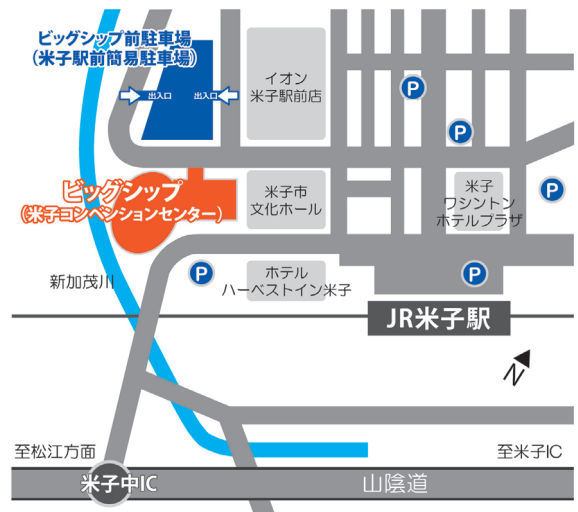 ビッグシップ前駐車場
(米子駅前簡易駐車場)
出入口
出入口
イオン
米子駅前店
P
P
P
ビッグシップ
(米子コンベンションセンター)
米子市
文化ホール
米子
ワシントン
ホテルプラザ
新加茂川
P
ホテル
ハーベストイン米子
P
JR米子駅
N
至松江方面
至米子IC
米子中IC
山陰道